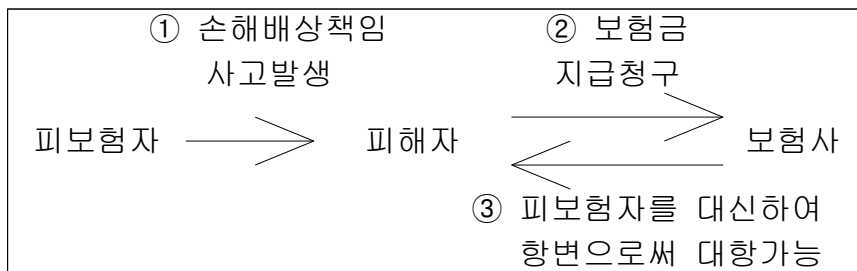 ① 손해배상책임
사고발생
② 보험금
지급청구
피보험자
피해자
보험사
③ 피보험자를 대신하여
항변으로써 대항가능